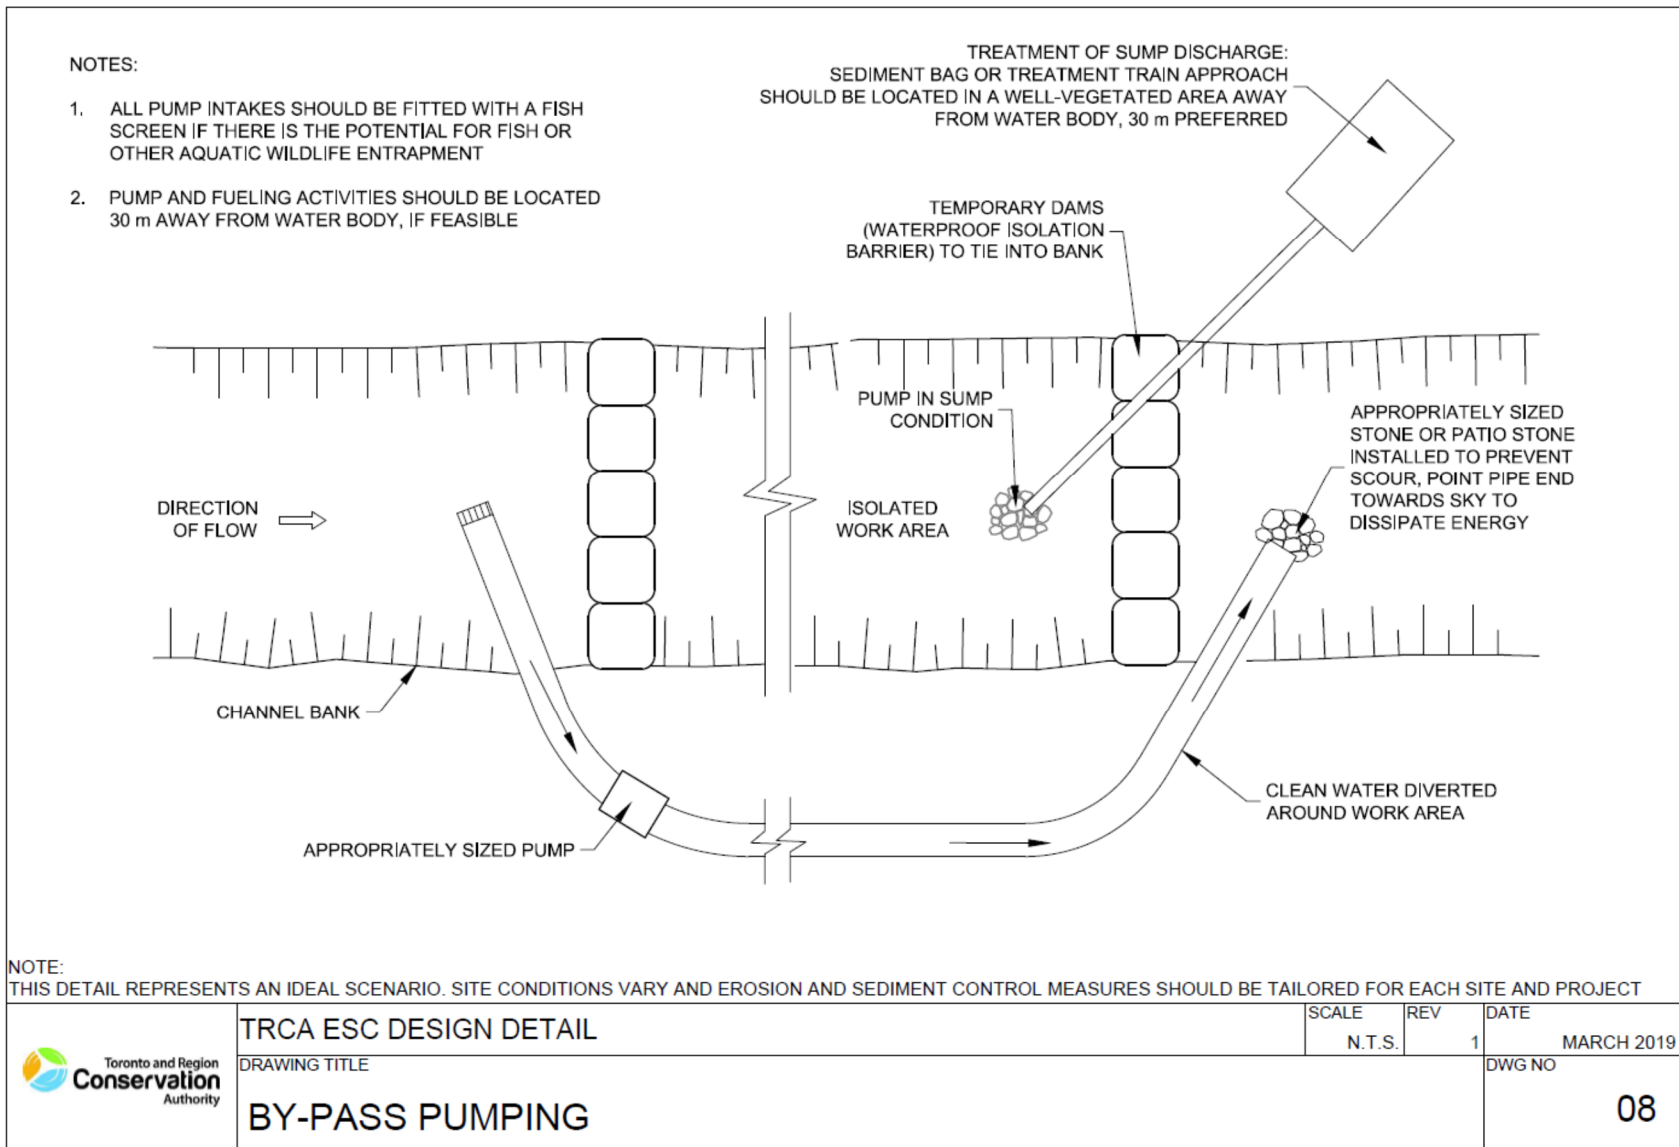 NOTES:
1. ALL PUMP INTAKES SHOULD BE FITTED WITH A FISH
SCREEN IF THERE IS THE POTENTIAL FOR FISH OR
OTHER AQUATIC WILDLIFE ENTRAPMENT
2. PUMP AND FUELING ACTIVITIES SHOULD BE LOCATED
30 m AWAY FROM WATER BODY, IF FEASIBLE
TREATMENT OF SUMP DISCHARGE:
SEDIMENT BAG OR TREATMENT TRAIN APPROACH
SHOULD BE LOCATED IN A WELL-VEGETATED AREA AWAY
FROM WATER BODY, 30 m PREFERRED
TEMPORARY DAMS
(WATERPROOF ISOLATION
BARRIER) TO TIE INTO BANK
PUMP IN SUMP
CONDITION
APPROPRIATELY SIZED
STONE OR PATIO STONE
INSTALLED TO PREVENT
SCOUR, POINT PIPE END
TOWARDS SKY TO
DISSIPATE ENERGY
DIRECTION
OF FLOW
ISOLATED
WORK AREA
CHANNEL BANK
CLEAN WATER DIVERTED
AROUND WORK AREA
APPROPRIATELY SIZED PUMP
NOTE:
THIS DETAIL REPRESENTS AN IDEAL SCENARIO. SITE CONDITIONS VARY AND EROSION AND SEDIMENT CONTROL MEASURES SHOULD BE TAILORED FOR EACH SITE AND PROJECT
Toronto and Region
Conservation
Authority
TRCA ESC DESIGN DETAIL
SCALE
N.T.S.
REV
1
DATE
MARCH 2019
DRAWING TITLE
BY-PASS PUMPING
DWG NO
08